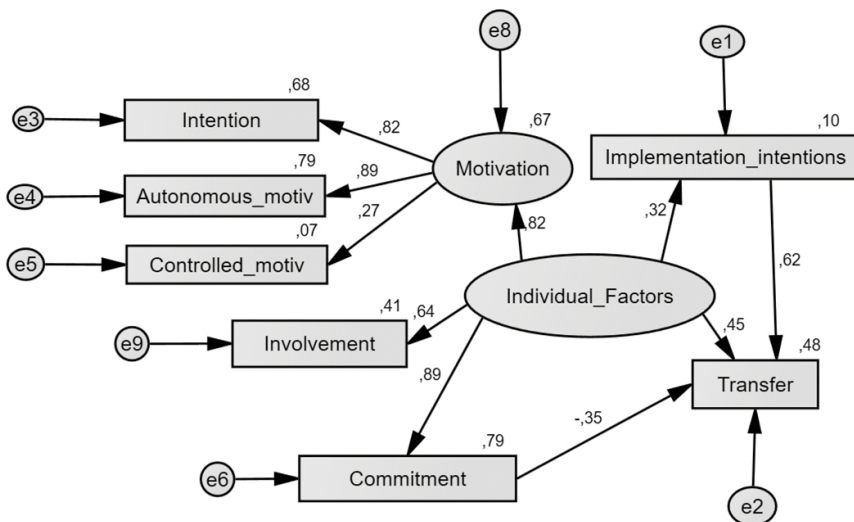 e8
e1
,68
e3
Intention
,82
,67
Motivation
,10
Implementation_intentions
,79
e4
Autonomous_motiv
,89
,27
,07
e5
Controlled_motiv
,82
,32
,62
Individual_Factors
,41
,64
e9
Involvement
,45
,48
Transfer
,89
-,35
,79
e6
Commitment
e2